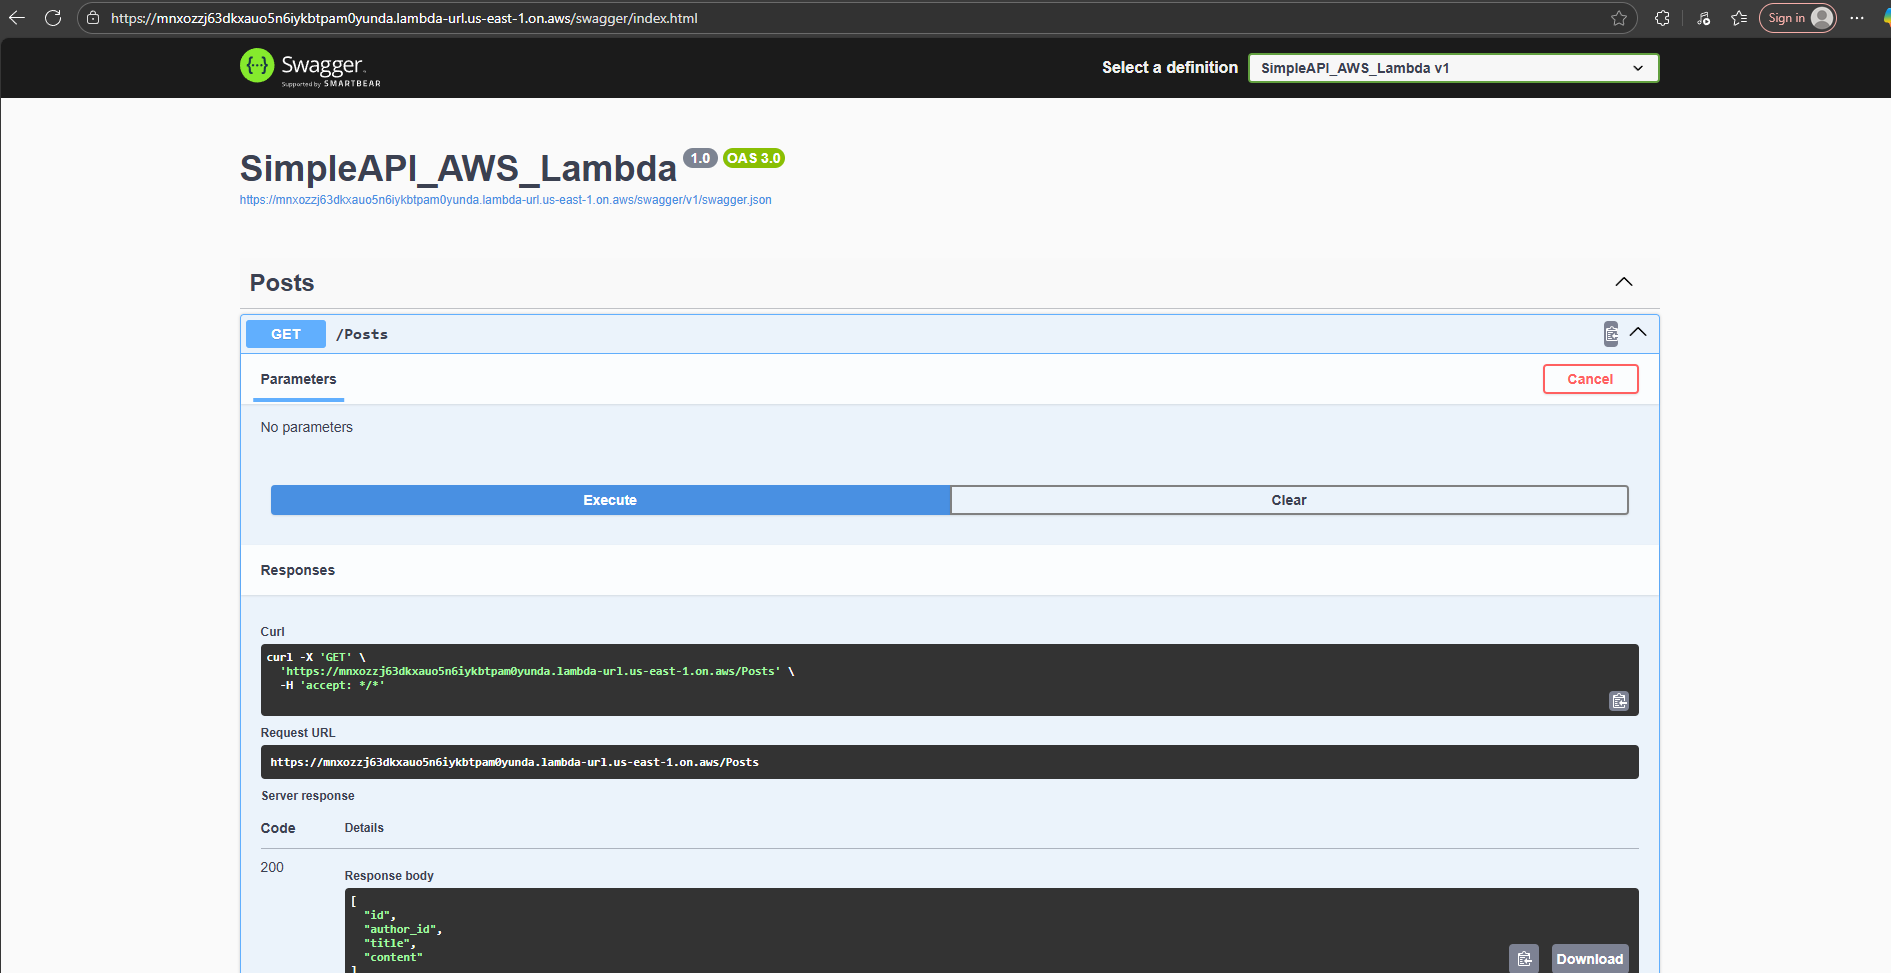 https://mnxozzj63dkxauo5n6iykbtpam0yunda.lambda-url.us-east-1.on.aws/swagger/index.html
Sign in
{···} Swagger.
Supported by SMARTBEAR
Select a definition
SimpleAPI_AWS_Lambda v1
SimpleAPI_AWS_Lambda 1.0 OAS 3.0
https://mnxozzj63dkxauo5n6iykbtpam0yunda.lambda-url.us-east-1.on.aws/swagger/v1/swagger.json
Posts
GET /Posts
Parameters
Cancel
No parameters
Execute
Clear
Responses
Curl
curl -X 'GET' \
'https://mnxozzj63dkxauo5n6iykbtpam0yunda.lambda-url.us-east-1.on.aws/Posts' \
-H 'accept: */*'
Request URL
https://mnxozzj63dkxauo5n6iykbtpam0yunda.lambda-url.us-east-1.on.aws/Posts
Server response
Code Details
200
Response body
[
"id",
"author_id",
"title",
"content"
]
Download